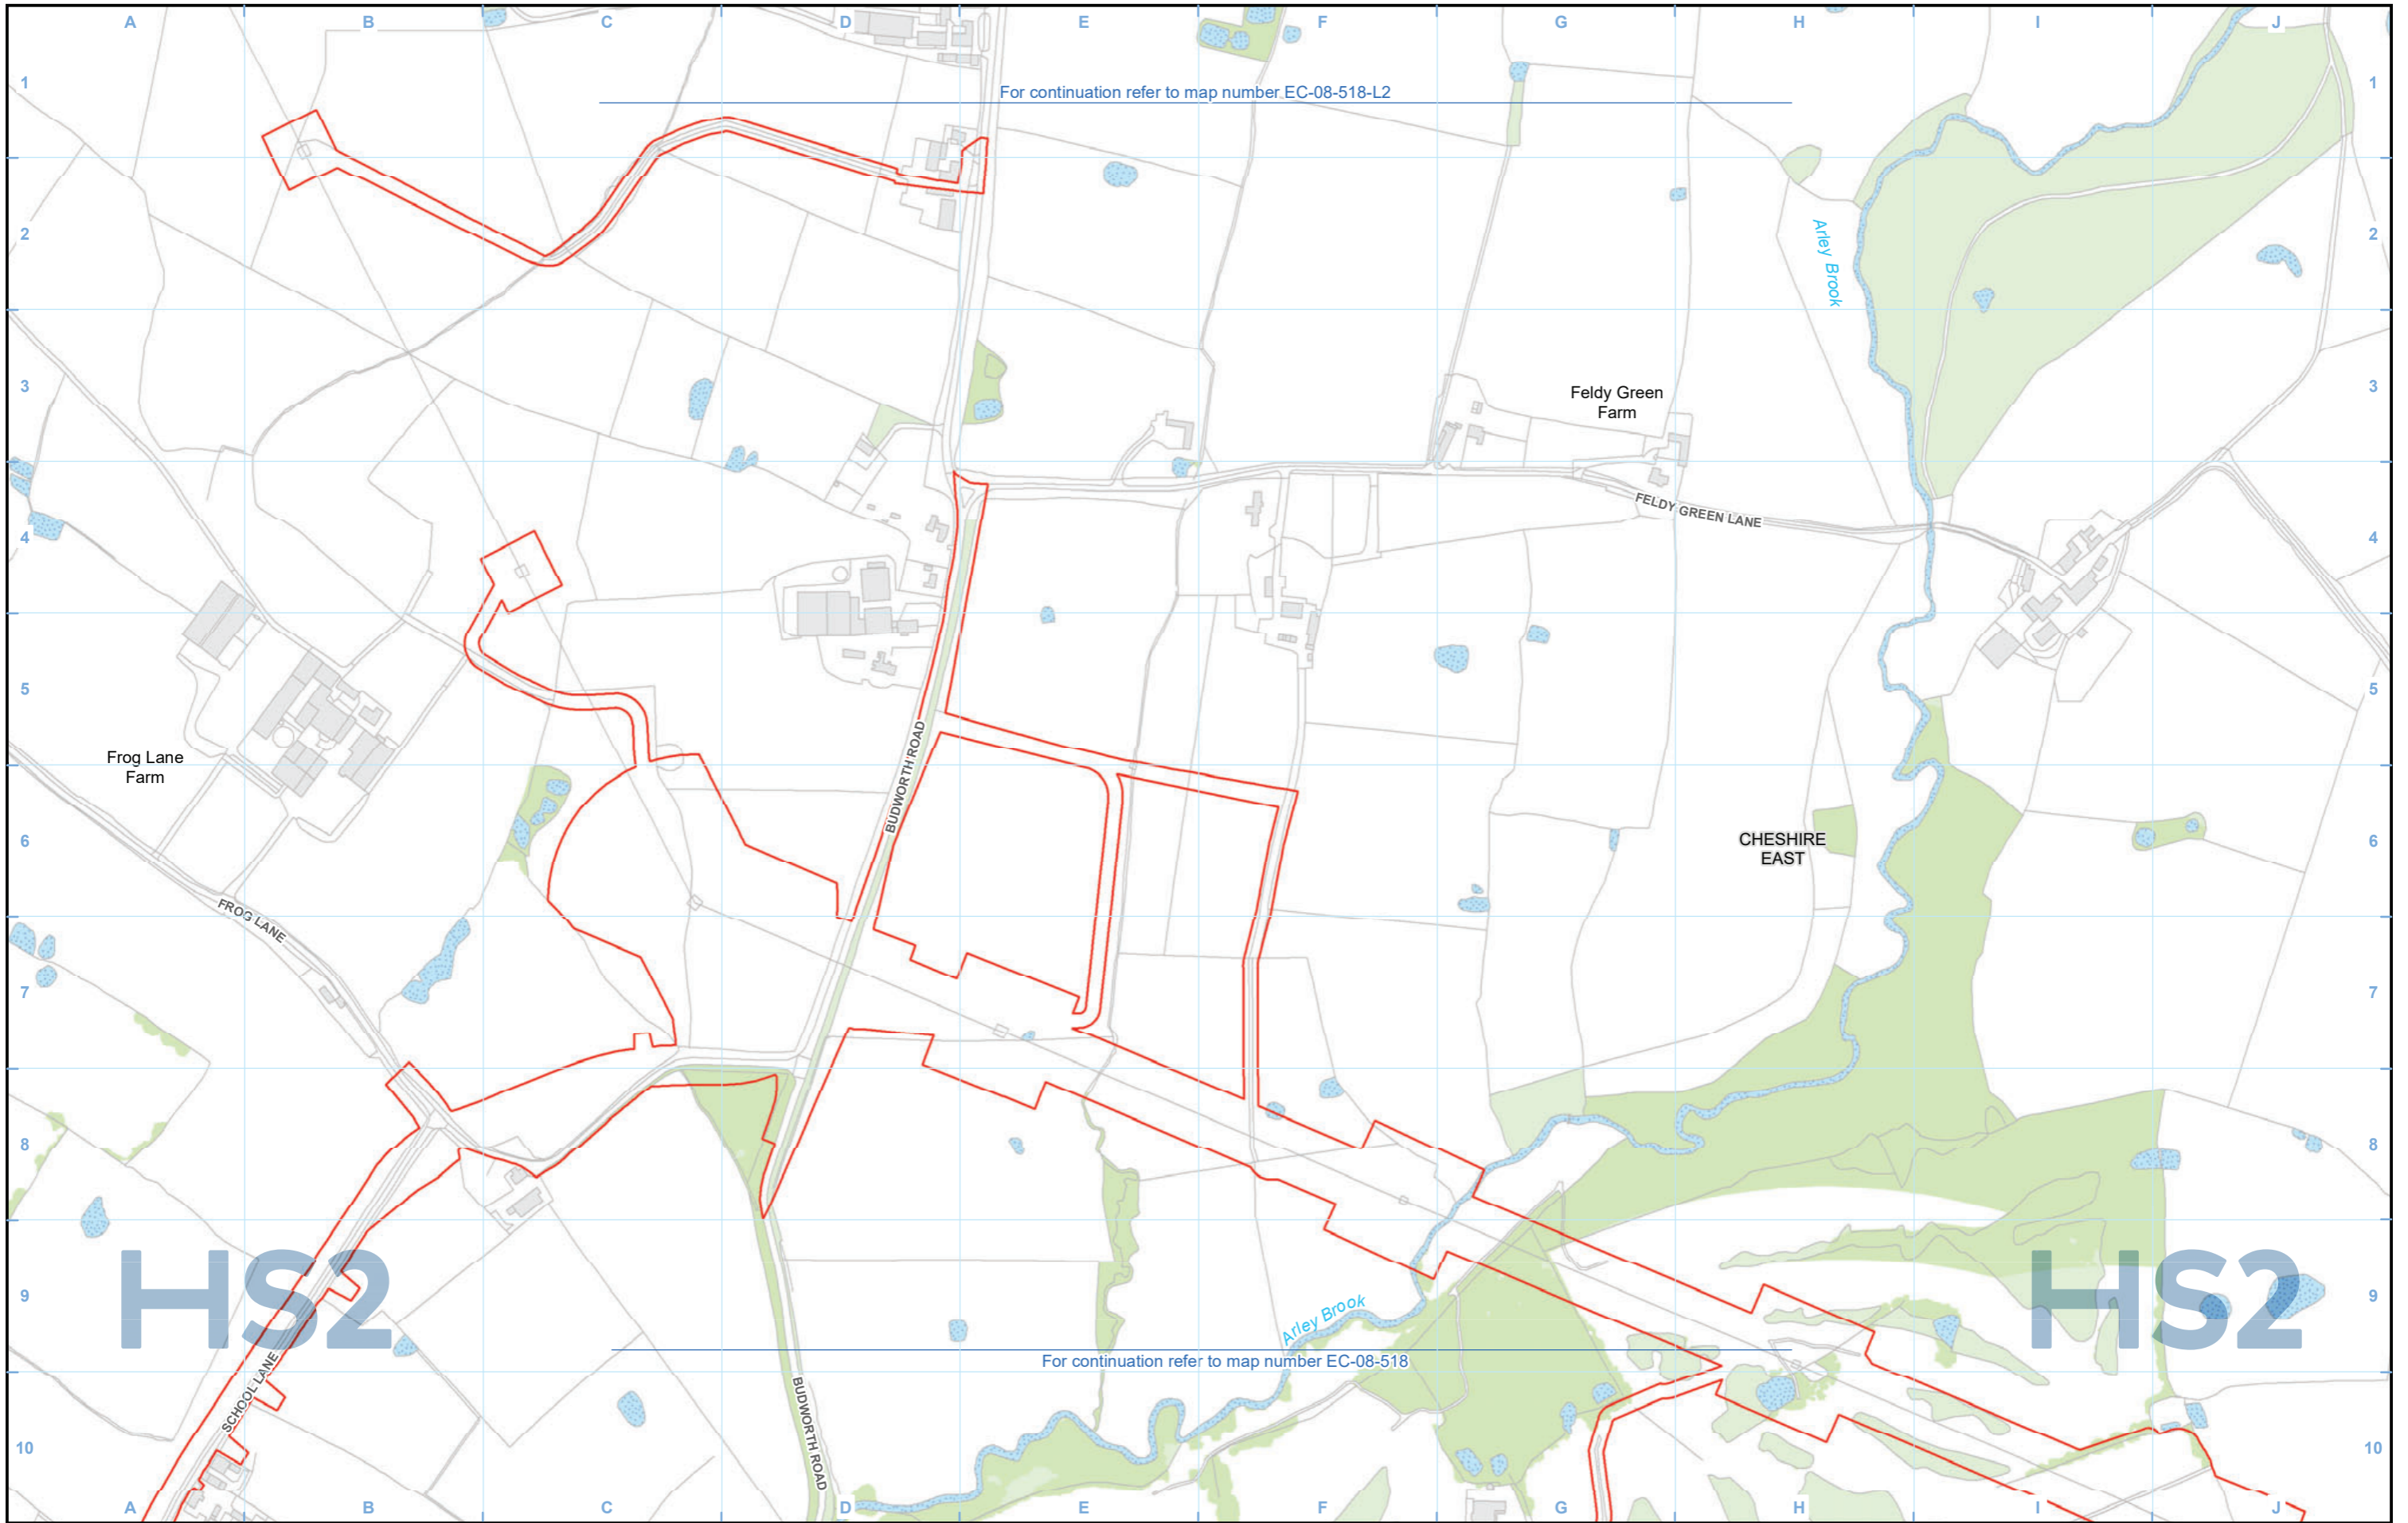 A B C D E F G H I J
1 1
For continuation refer to map number EC-08-518-L2
2 2
Arley Brook
3 3
Feldy Green
Farm
FELDY GREEN LANE
4 4
5 5
Frog Lane
Farm
BUDWORTH ROAD
6 6
CHESHIRE
EAST
FROG LANE
7 7
8 8
HS2 HS2
9 9
Arley Brook
For continuation refer to map number EC-08-518
SCHOOL LANE
BUDWORTH ROAD
10 10
A B C D E F G H I J